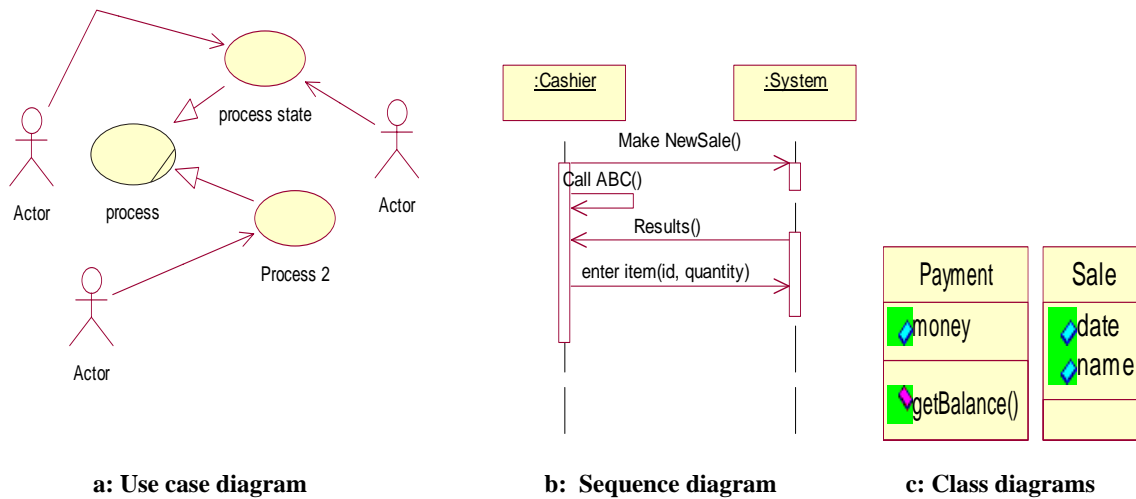 process state
Actor
process
Actor
Process 2
Actor
:Cashier
:System
Make NewSale()
Call ABC()
Results()
enter item(id, quantity)
Payment
money
getBalance()
Sale
date
name
a: Use case diagram
b: Sequence diagram
c: Class diagrams